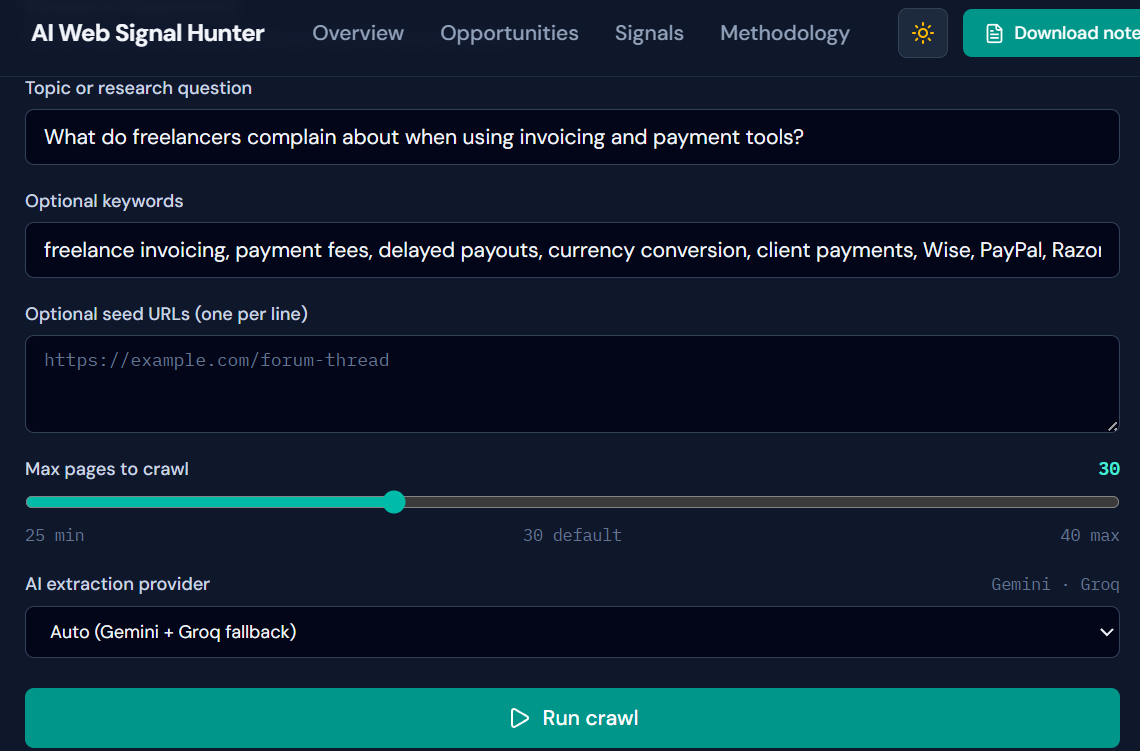 AI Web Signal Hunter Overview Opportunities Signals Methodology Download note
Topic or research question
What do freelancers complain about when using invoicing and payment tools?
Optional keywords
freelance invoicing, payment fees, delayed payouts, currency conversion, client payments, Wise, PayPal, Razor
Optional seed URLs (one per line)
https://example.com/forum-thread
Max pages to crawl 30
25 min 30 default 40 max
AI extraction provider Gemini · Groq
Auto (Gemini + Groq fallback)
Run crawl